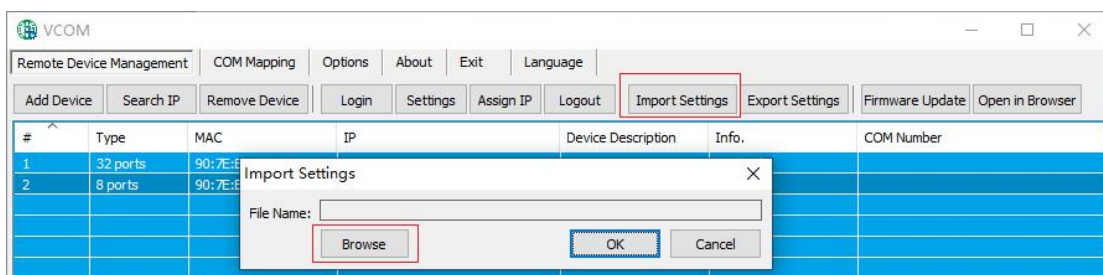 VCOM
Remote Device Management COM Mapping Options About Exit Language
Add Device Search IP Remove Device Login Settings Assign IP Logout Import Settings Export Settings Firmware Update Open in Browser
# Type MAC IP Device Description Info. COM Number
1 32 ports 90:7E:
2 8 ports 90:7E:
Import Settings
File Name:
Browse OK Cancel